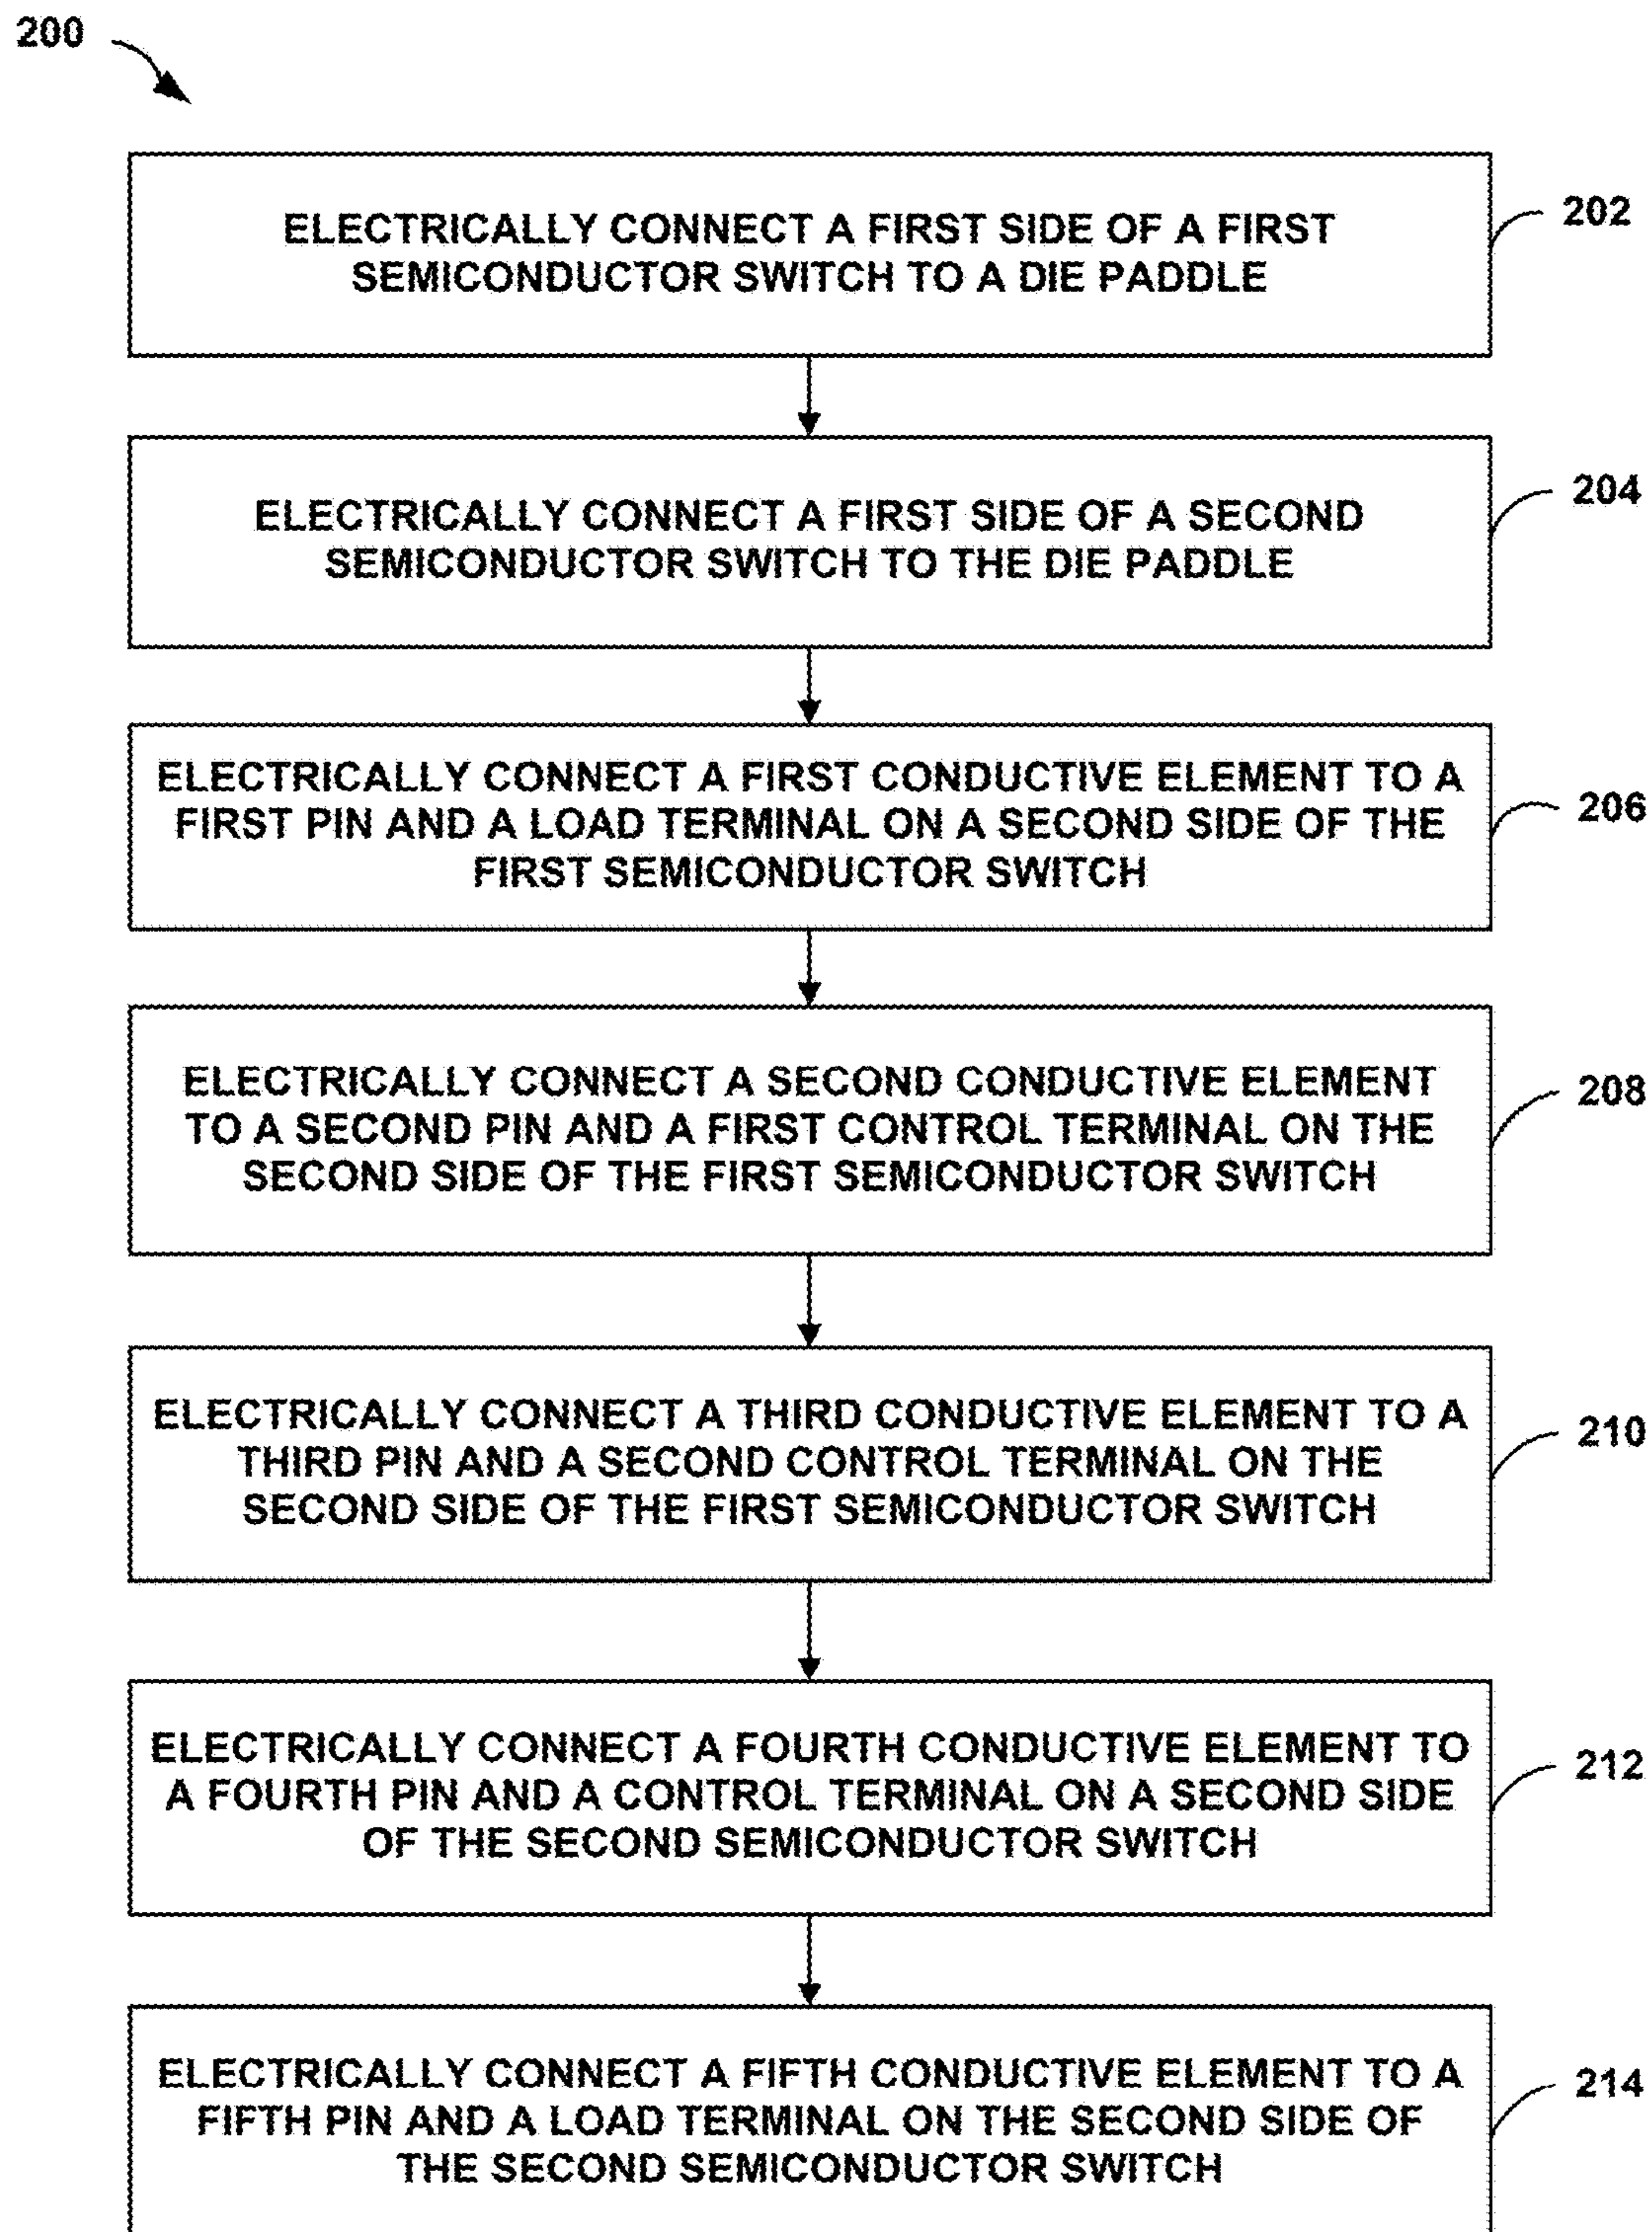 200
ELECTRICALLY CONNECT A FIRST SIDE OF A FIRST
SEMICONDUCTOR SWITCH TO A DIE PADDLE
202
ELECTRICALLY CONNECT A FIRST SIDE OF A SECOND
SEMICONDUCTOR SWITCH TO THE DIE PADDLE
204
ELECTRICALLY CONNECT A FIRST CONDUCTIVE ELEMENT TO A
FIRST PIN AND A LOAD TERMINAL ON A SECOND SIDE OF THE
FIRST SEMICONDUCTOR SWITCH
206
ELECTRICALLY CONNECT A SECOND CONDUCTIVE ELEMENT
TO A SECOND PIN AND A FIRST CONTROL TERMINAL ON THE
SECOND SIDE OF THE FIRST SEMICONDUCTOR SWITCH
208
ELECTRICALLY CONNECT A THIRD CONDUCTIVE ELEMENT TO A
THIRD PIN AND A SECOND CONTROL TERMINAL ON THE
SECOND SIDE OF THE FIRST SEMICONDUCTOR SWITCH
210
ELECTRICALLY CONNECT A FOURTH CONDUCTIVE ELEMENT TO
A FOURTH PIN AND A CONTROL TERMINAL ON A SECOND SIDE
OF THE SECOND SEMICONDUCTOR SWITCH
212
ELECTRICALLY CONNECT A FIFTH CONDUCTIVE ELEMENT TO A
FIFTH PIN AND A LOAD TERMINAL ON THE SECOND SIDE OF
THE SECOND SEMICONDUCTOR SWITCH
214